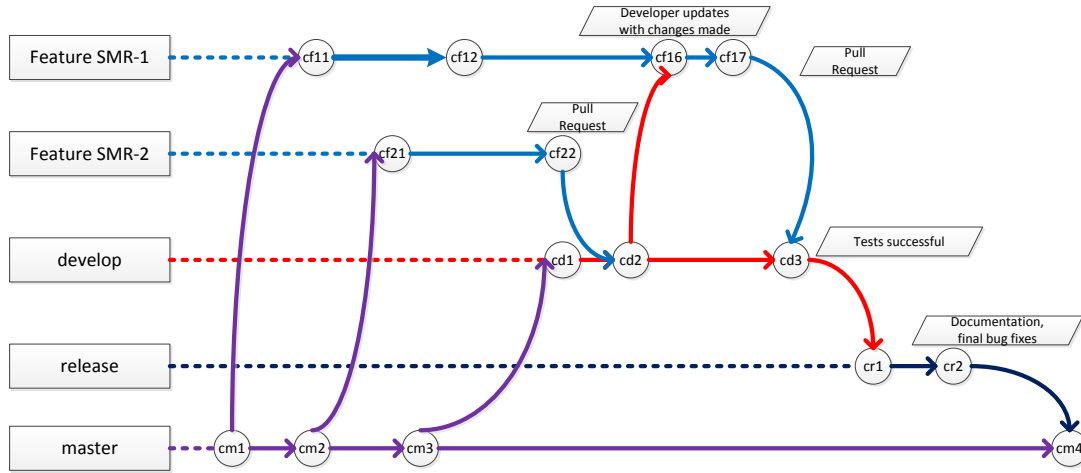 Developer updates
with changes made
Feature SMR-1
cf11
cf12
cf16
cf17
Pull
Request
Pull
Request
Feature SMR-2
cf21
cf22
develop
cd1
cd2
cd3
Tests successful
Documentation,
final bug fixes
release
cr1
cr2
master
cm1
cm2
cm3
cm4